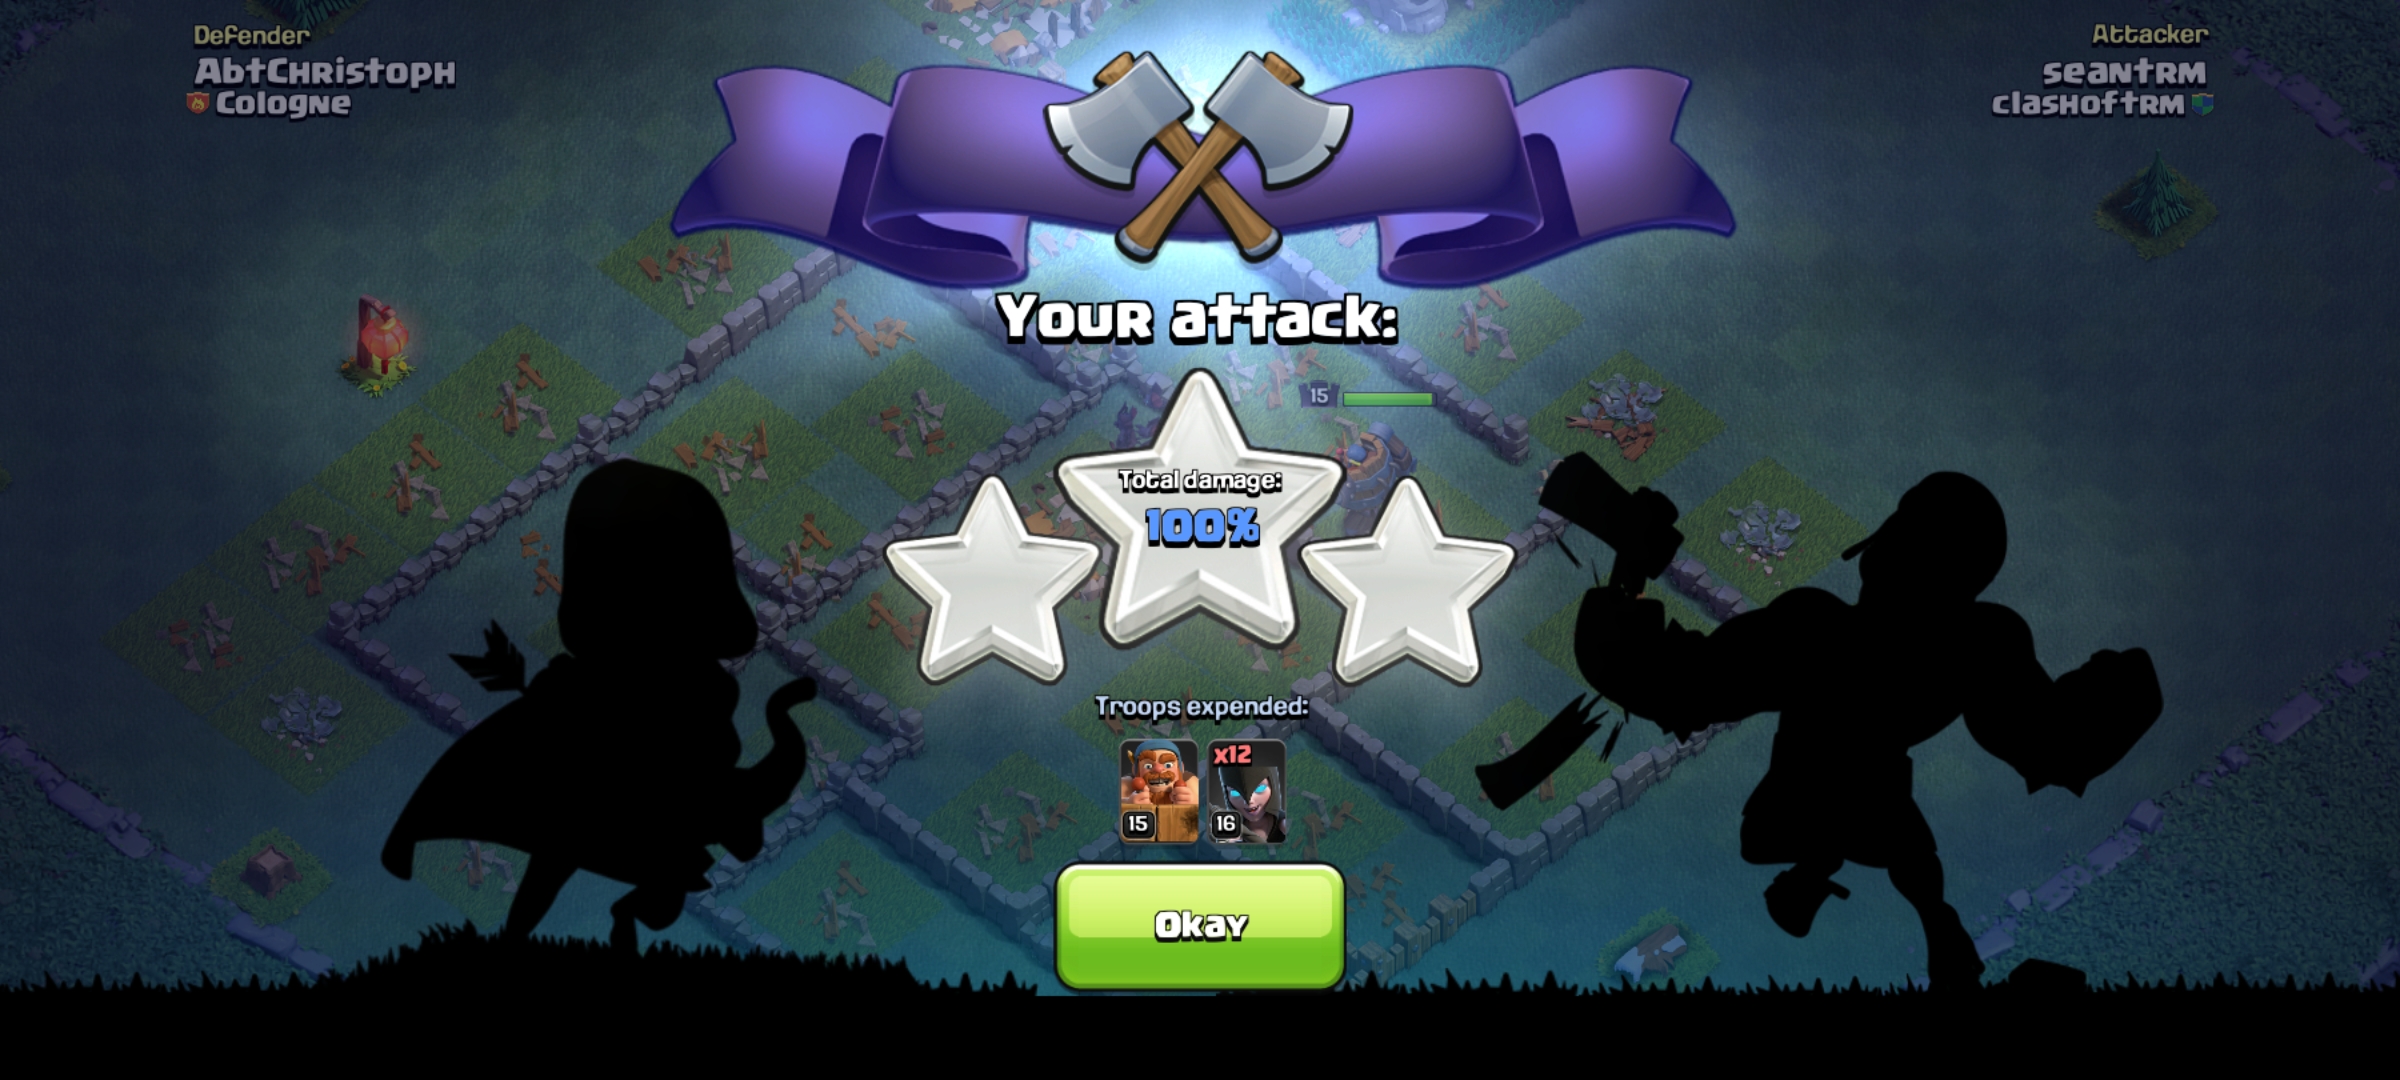 Defender
AbtChristoph
Cologne
Attacker
seantRM
clashoftRM
Your attack:
15
Total damage:
100%
Troops expended:
x12
15
16
Okay